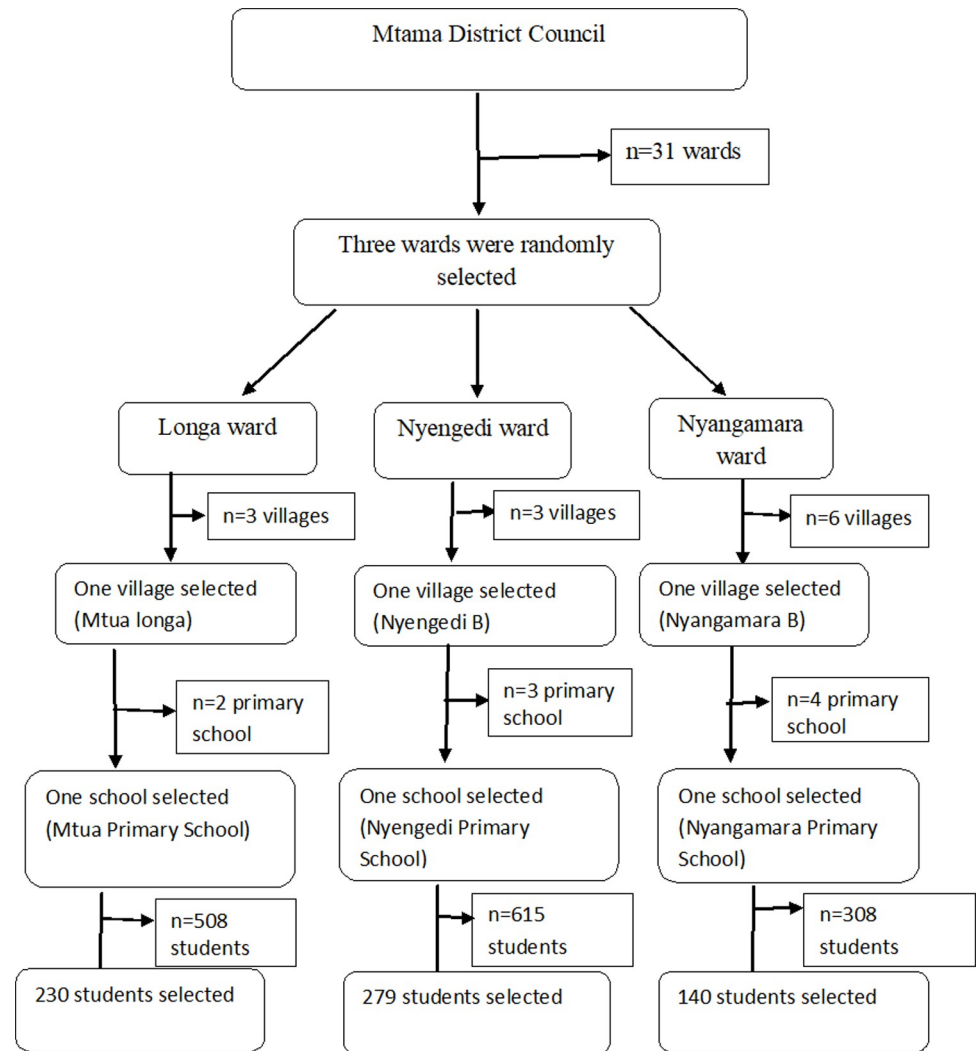 Mtama District Council
n=31 wards
Three wards were randomly
selected
Longa ward
Nyengedi ward
Nyangamara
ward
n=3 villages
n=3 villages
n=6 villages
One village selected
(Mtua longa)
One village selected
(Nyengedi B)
One village selected
(Nyangamara B)
n=2 primary
school
n=3 primary
school
n=4 primary
school
One school selected
(Mtua Primary School)
One school selected
(Nyengedi Primary
School)
One school selected
(Nyangamara Primary
School)
n=508
students
n=615
students
n=308
students
230 students selected
279 students selected
140 students selected